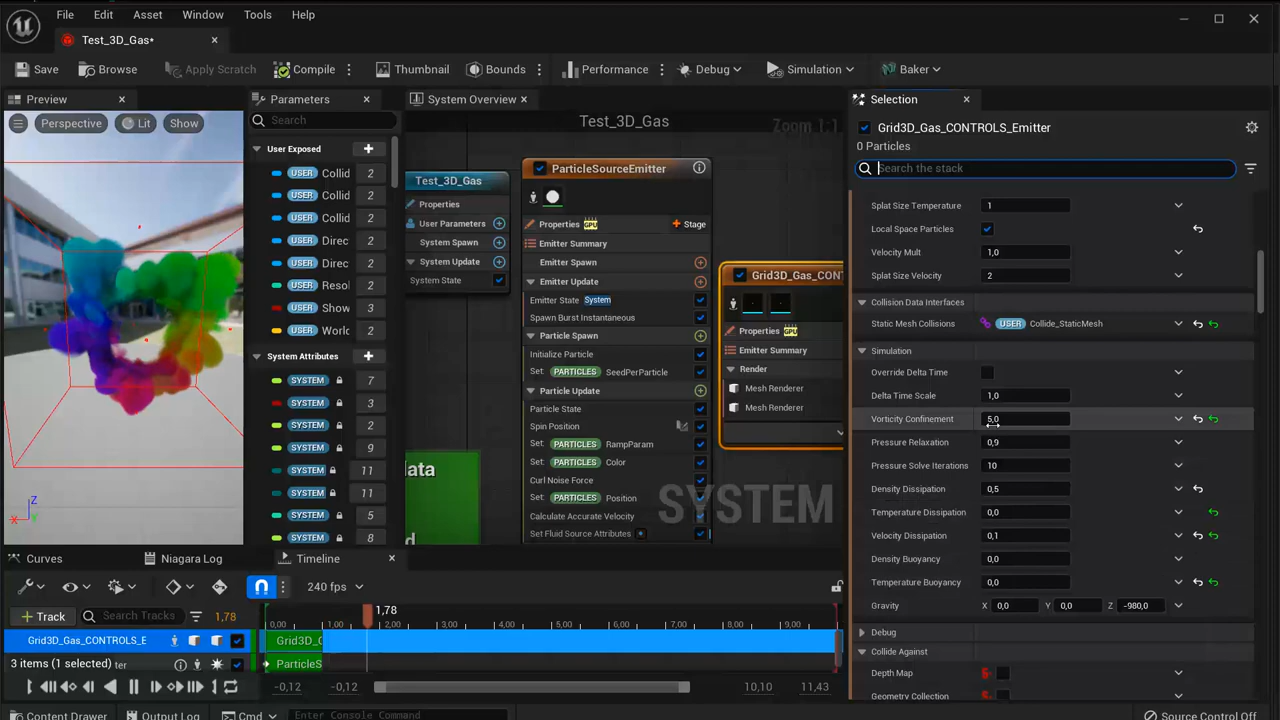 File Edit Asset Window Tools Help
Test_3D_Gas*
Save Browse Apply Scratch Compile Thumbnail Bounds Performance Debug Simulation Baker
Preview
Perspective Lit Show
Z
X
Parameters
Search
User Exposed
USER Collid 2
USER Collid 2
USER Collid 2
USER Direc 2
USER Direc 2
USER Resol 2
USER Show 2
USER World 2
System Attributes
SYSTEM 7
SYSTEM 3
SYSTEM 2
SYSTEM 9
SYSTEM 11
SYSTEM 11
SYSTEM 5
SYSTEM 8
System Overview
Test_3D_Gas
Zoom 1:1
Test_3D_Gas
Properties
User Parameters
System Spawn
System Update
System State
ParticleSourceEmitter
Properties GPU Stage
Emitter Summary
Emitter Spawn
Emitter Update
Emitter State System
Spawn Burst Instantaneous
Particle Spawn
Initialize Particle
Set PARTICLES SeedPerParticle
Particle Update
Particle State
Spin Position
Set PARTICLES RampParam
Set PARTICLES Color
Curl Noise Force
Set PARTICLES Position
Calculate Accurate Velocity
Set Fluid Source Attributes
Grid3D_Gas_CONT
Properties GPU
Emitter Summary
Render
Mesh Renderer
Mesh Renderer
ata
d
SYSTEM
Selection
Grid3D_Gas_CONTROLS_Emitter
0 Particles
Search the stack
Splat Size Temperature 1
Local Space Particles
Velocity Mult 1,0
Splat Size Velocity 2
Collision Data Interfaces
Static Mesh Collisions USER Collide_StaticMesh
Simulation
Override Delta Time
Delta Time Scale 1,0
Vorticity Confinement 5,0
Pressure Relaxation 0,9
Pressure Solve Iterations 10
Density Dissipation 0,5
Temperature Dissipation 0,0
Velocity Dissipation 0,1
Density Buoyancy 0,0
Temperature Buoyancy 0,0
Gravity X 0,0 Y 0,0 Z -980,0
Debug
Collide Against
Depth Map
Geometry Collection
Curves Niagara Log Timeline
240 fps
Track Search Tracks 1,78
1,78
0,00 1,00 2,00 3,00 4,00 5,00 6,00 7,00 8,00 9,00
Grid3D_Gas_CONTROLS_E Grid3D_G
3 items (1 selected) ter ParticleS
-0,12 -0,12 10,10 11,43
Content Drawer Output Log Cmd Enter Console Command Source Control Off